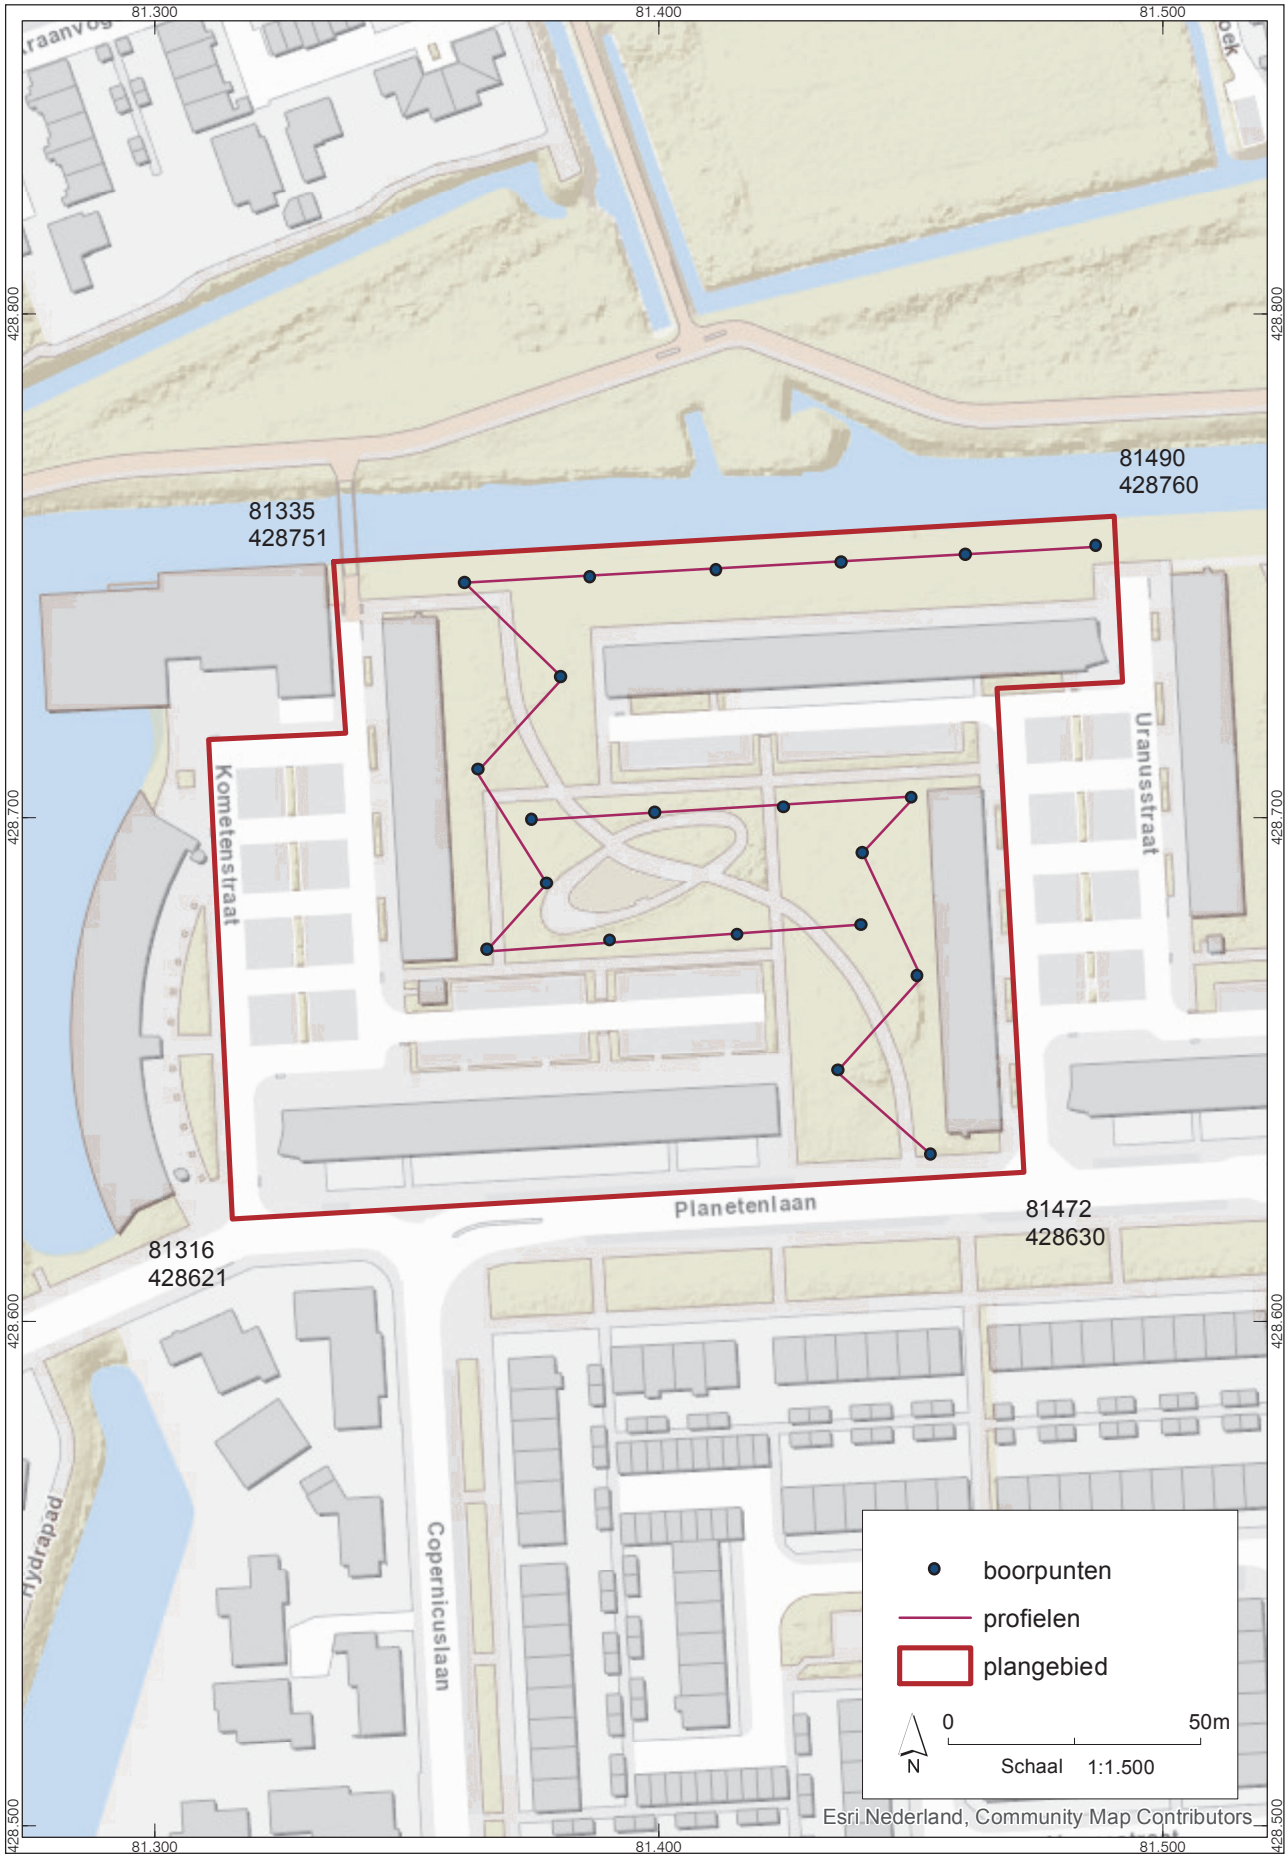 81.300
81.400
81.500
oek
428.800
428.800
81490
428760
81335
428751
Kometenstraat
Uranusstraat
428.700
428.700
Planetenlaan
81472
428630
81316
428621
428.600
428.600
Hydrapad
Copernicuslaan
boorpunten
profielen
plangebied
0 50m
N
Schaal 1:1.500
Esri Nederland, Community Map Contributors
428.500
428.500
81.300
81.400
81.500